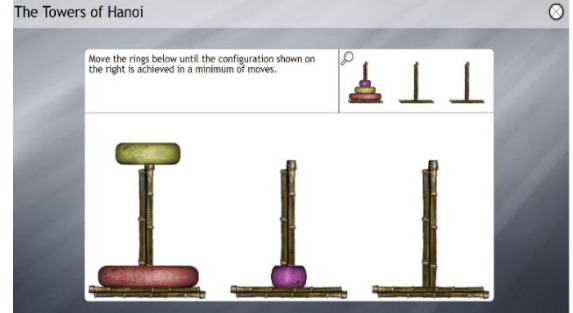 The Towers of Hanoi
Move the rings below until the configuration shown on
the right is achieved in a minimum of moves.